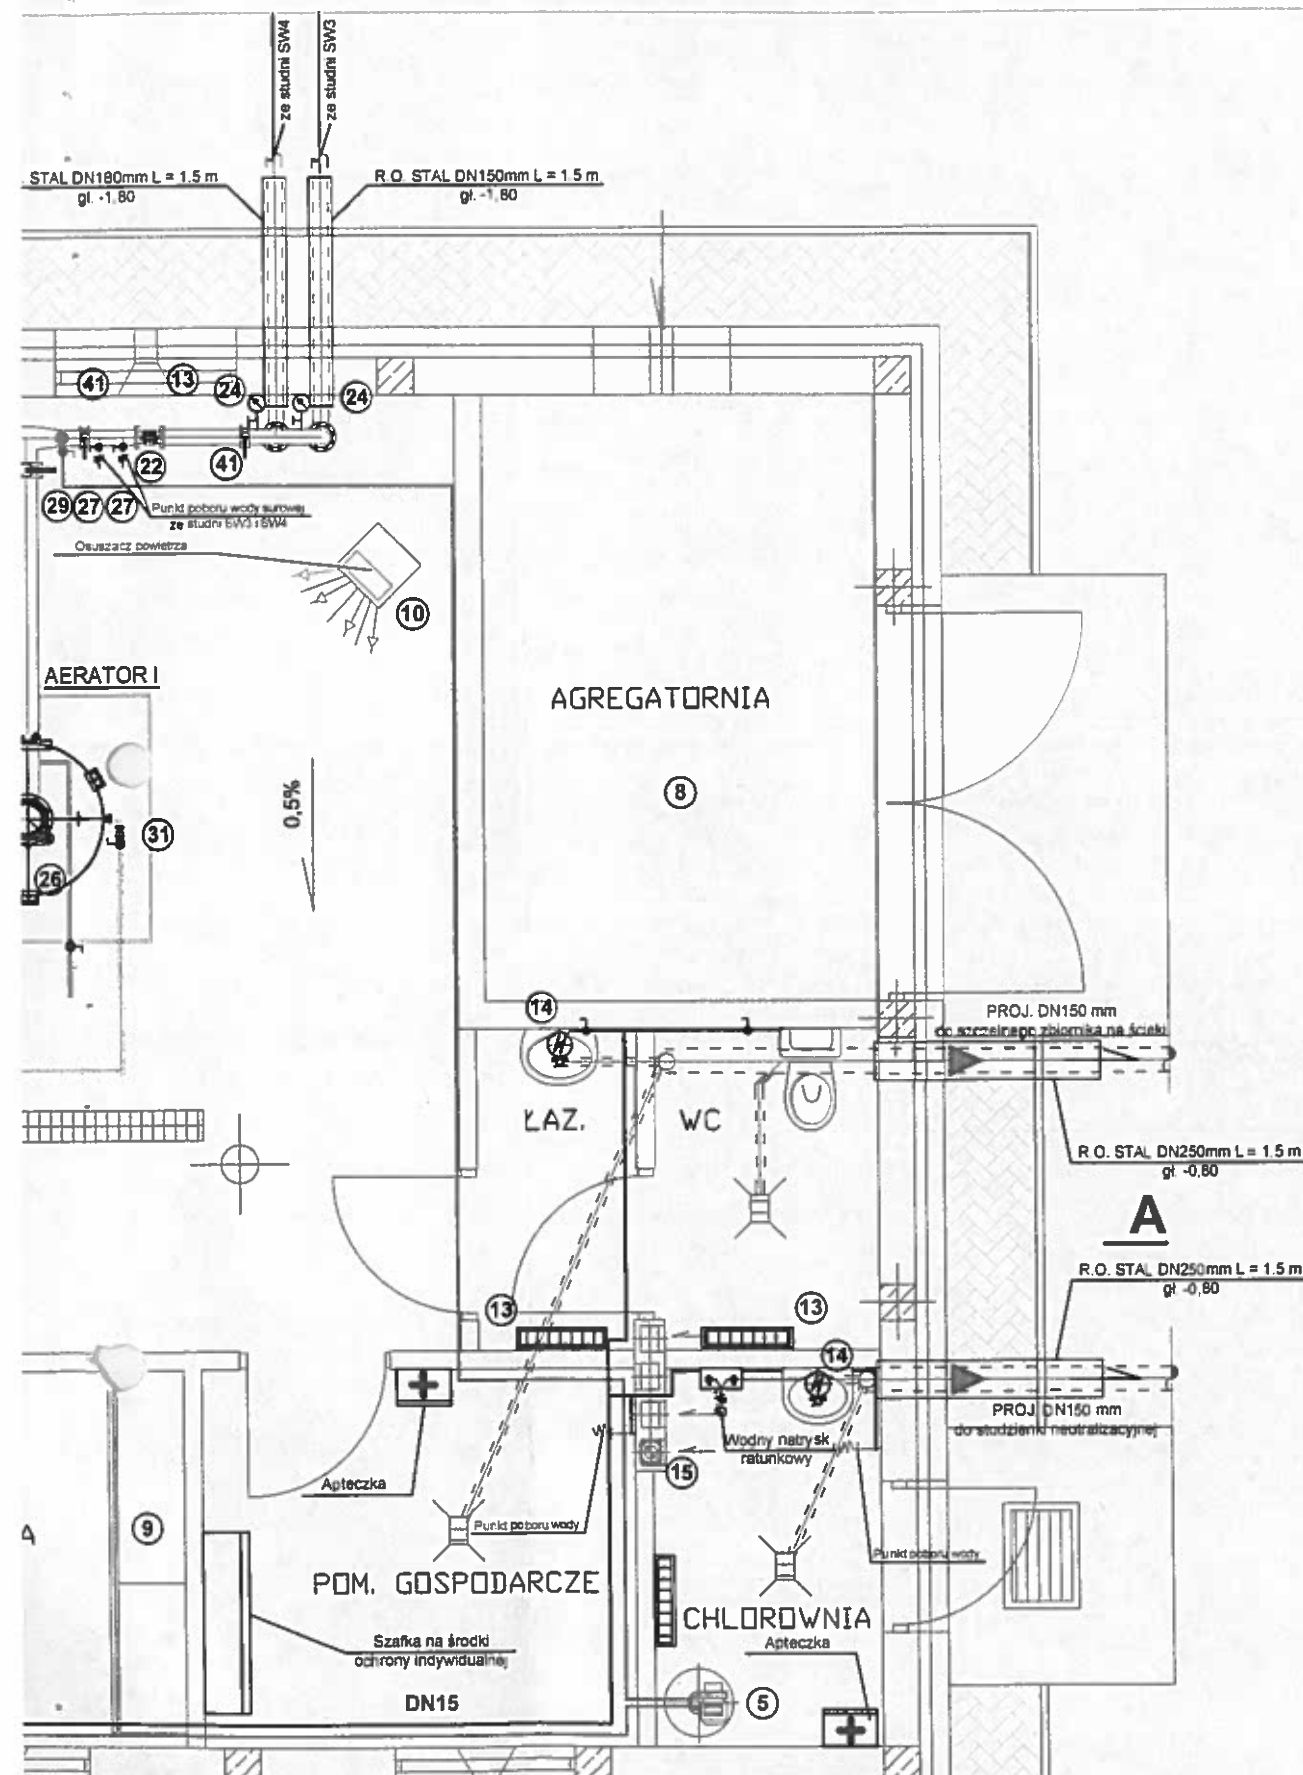 ze studni SW4
ze studni SW3
STAL DN180mm L = 1.5 m
gł. -1,80
R.O. STAL DN150mm L = 1.5 m
gł. -1,80
41
13
24
24
22
41
29
27
27
Punkt poboru wody surowej
ze studni SW3 i SW4
Osuszacz powietrza
10
AERATOR I
AGREGATORNIA
8
0,5%
31
26
14
PROJ. DN150 mm
do szczelnego zbiornika na ścieki
ŁAZ.
WC
R.O. STAL DN250mm L = 1.5 m
gł. -0,80
A
R.O. STAL DN250mm L = 1.5 m
gł. -0,80
13
13
14
PROJ. DN150 mm
do studzienki neutralizacyjnej
Wodny natrysk
ratunkowy
15
Apteczka
9
A
Punkt poboru wody
Punkt poboru wody
POM. GOSPODARCZE
CHLOROWNIA
Szafka na środki
ochrony indywidualnej
Apteczka
DN15
5